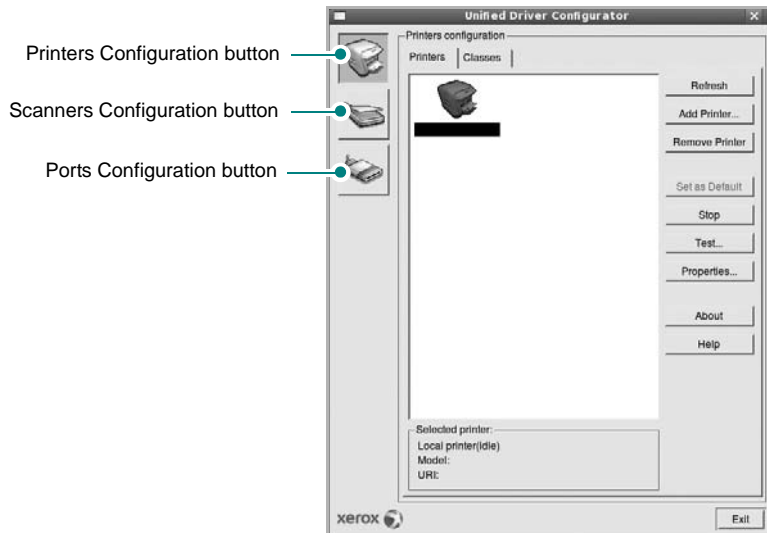 Unified Driver Configurator
Printers Configuration button
Scanners Configuration button
Ports Configuration button
Printers configuration
Printers
Classes
Refresh
Add Printer...
Remove Printer
Set as Default
Stop
Test...
Properties...
About
Help
Selected printer:
Local printer(idle)
Model:
URI:
xerox
Exit